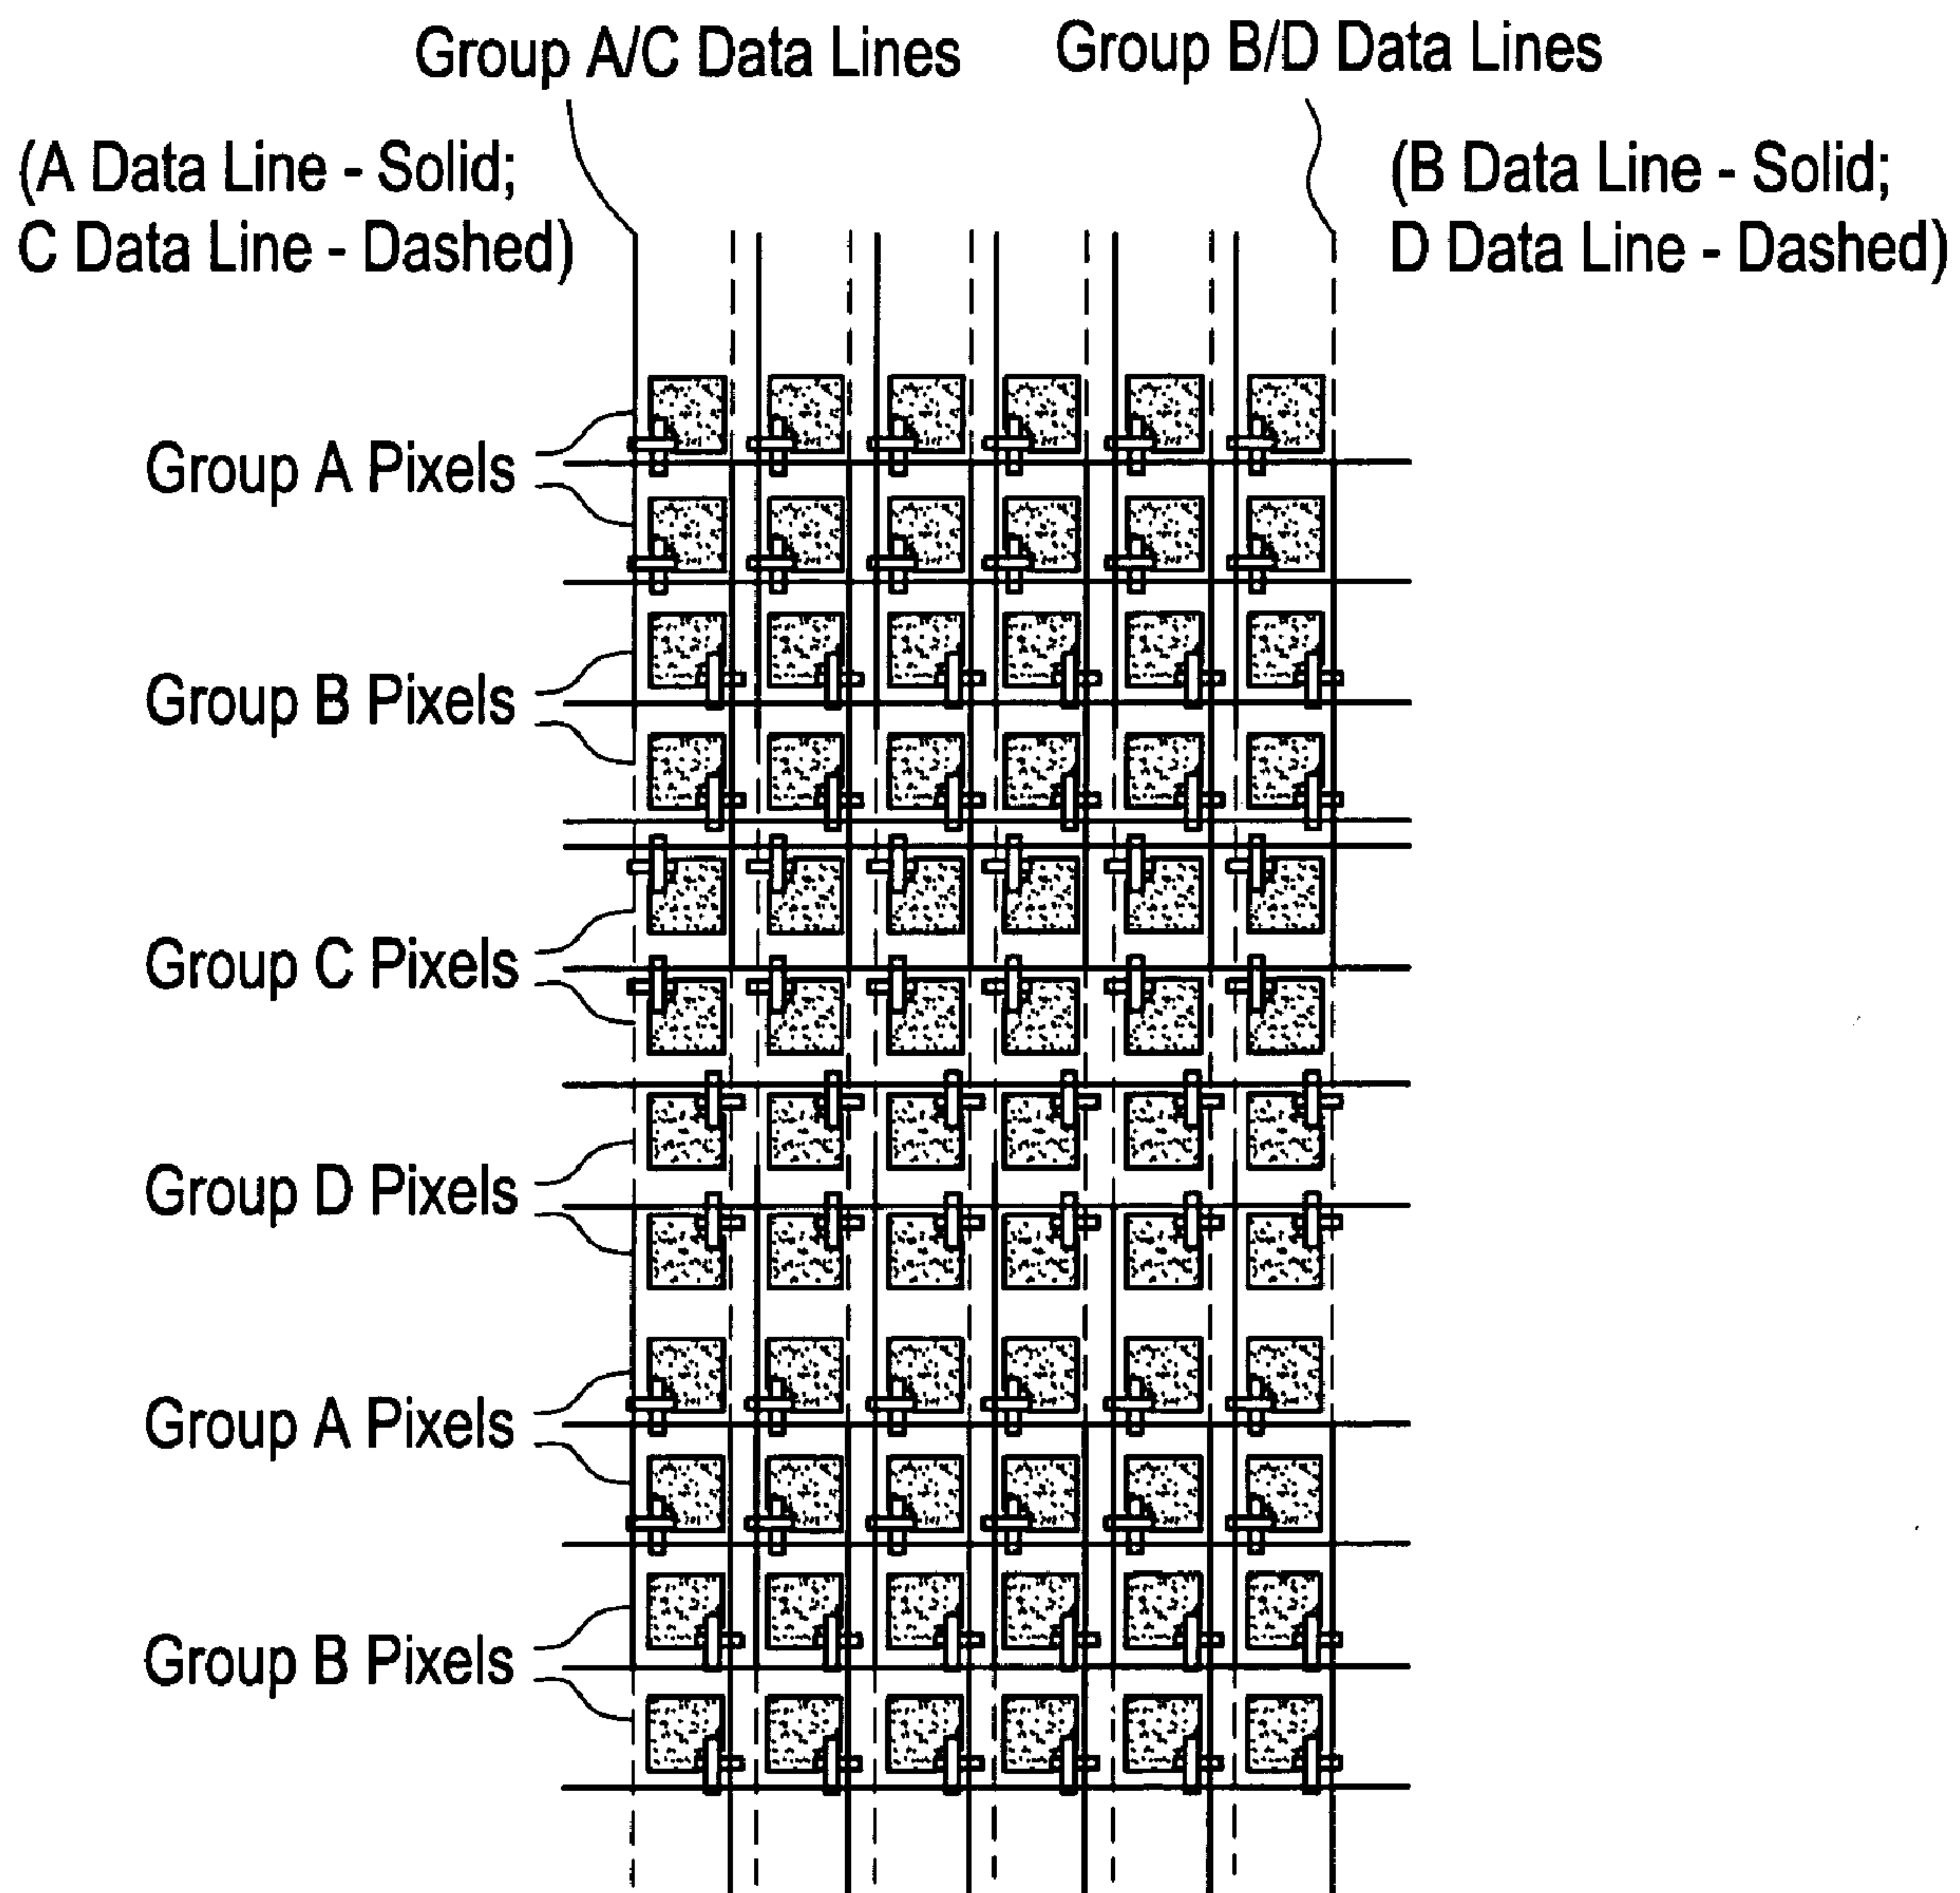 Group A/C Data Lines
Group B/D Data Lines
(A Data Line - Solid;
C Data Line - Dashed)
(B Data Line - Solid;
D Data Line - Dashed)
Group A Pixels
Group B Pixels
Group C Pixels
Group D Pixels
Group A Pixels
Group B Pixels